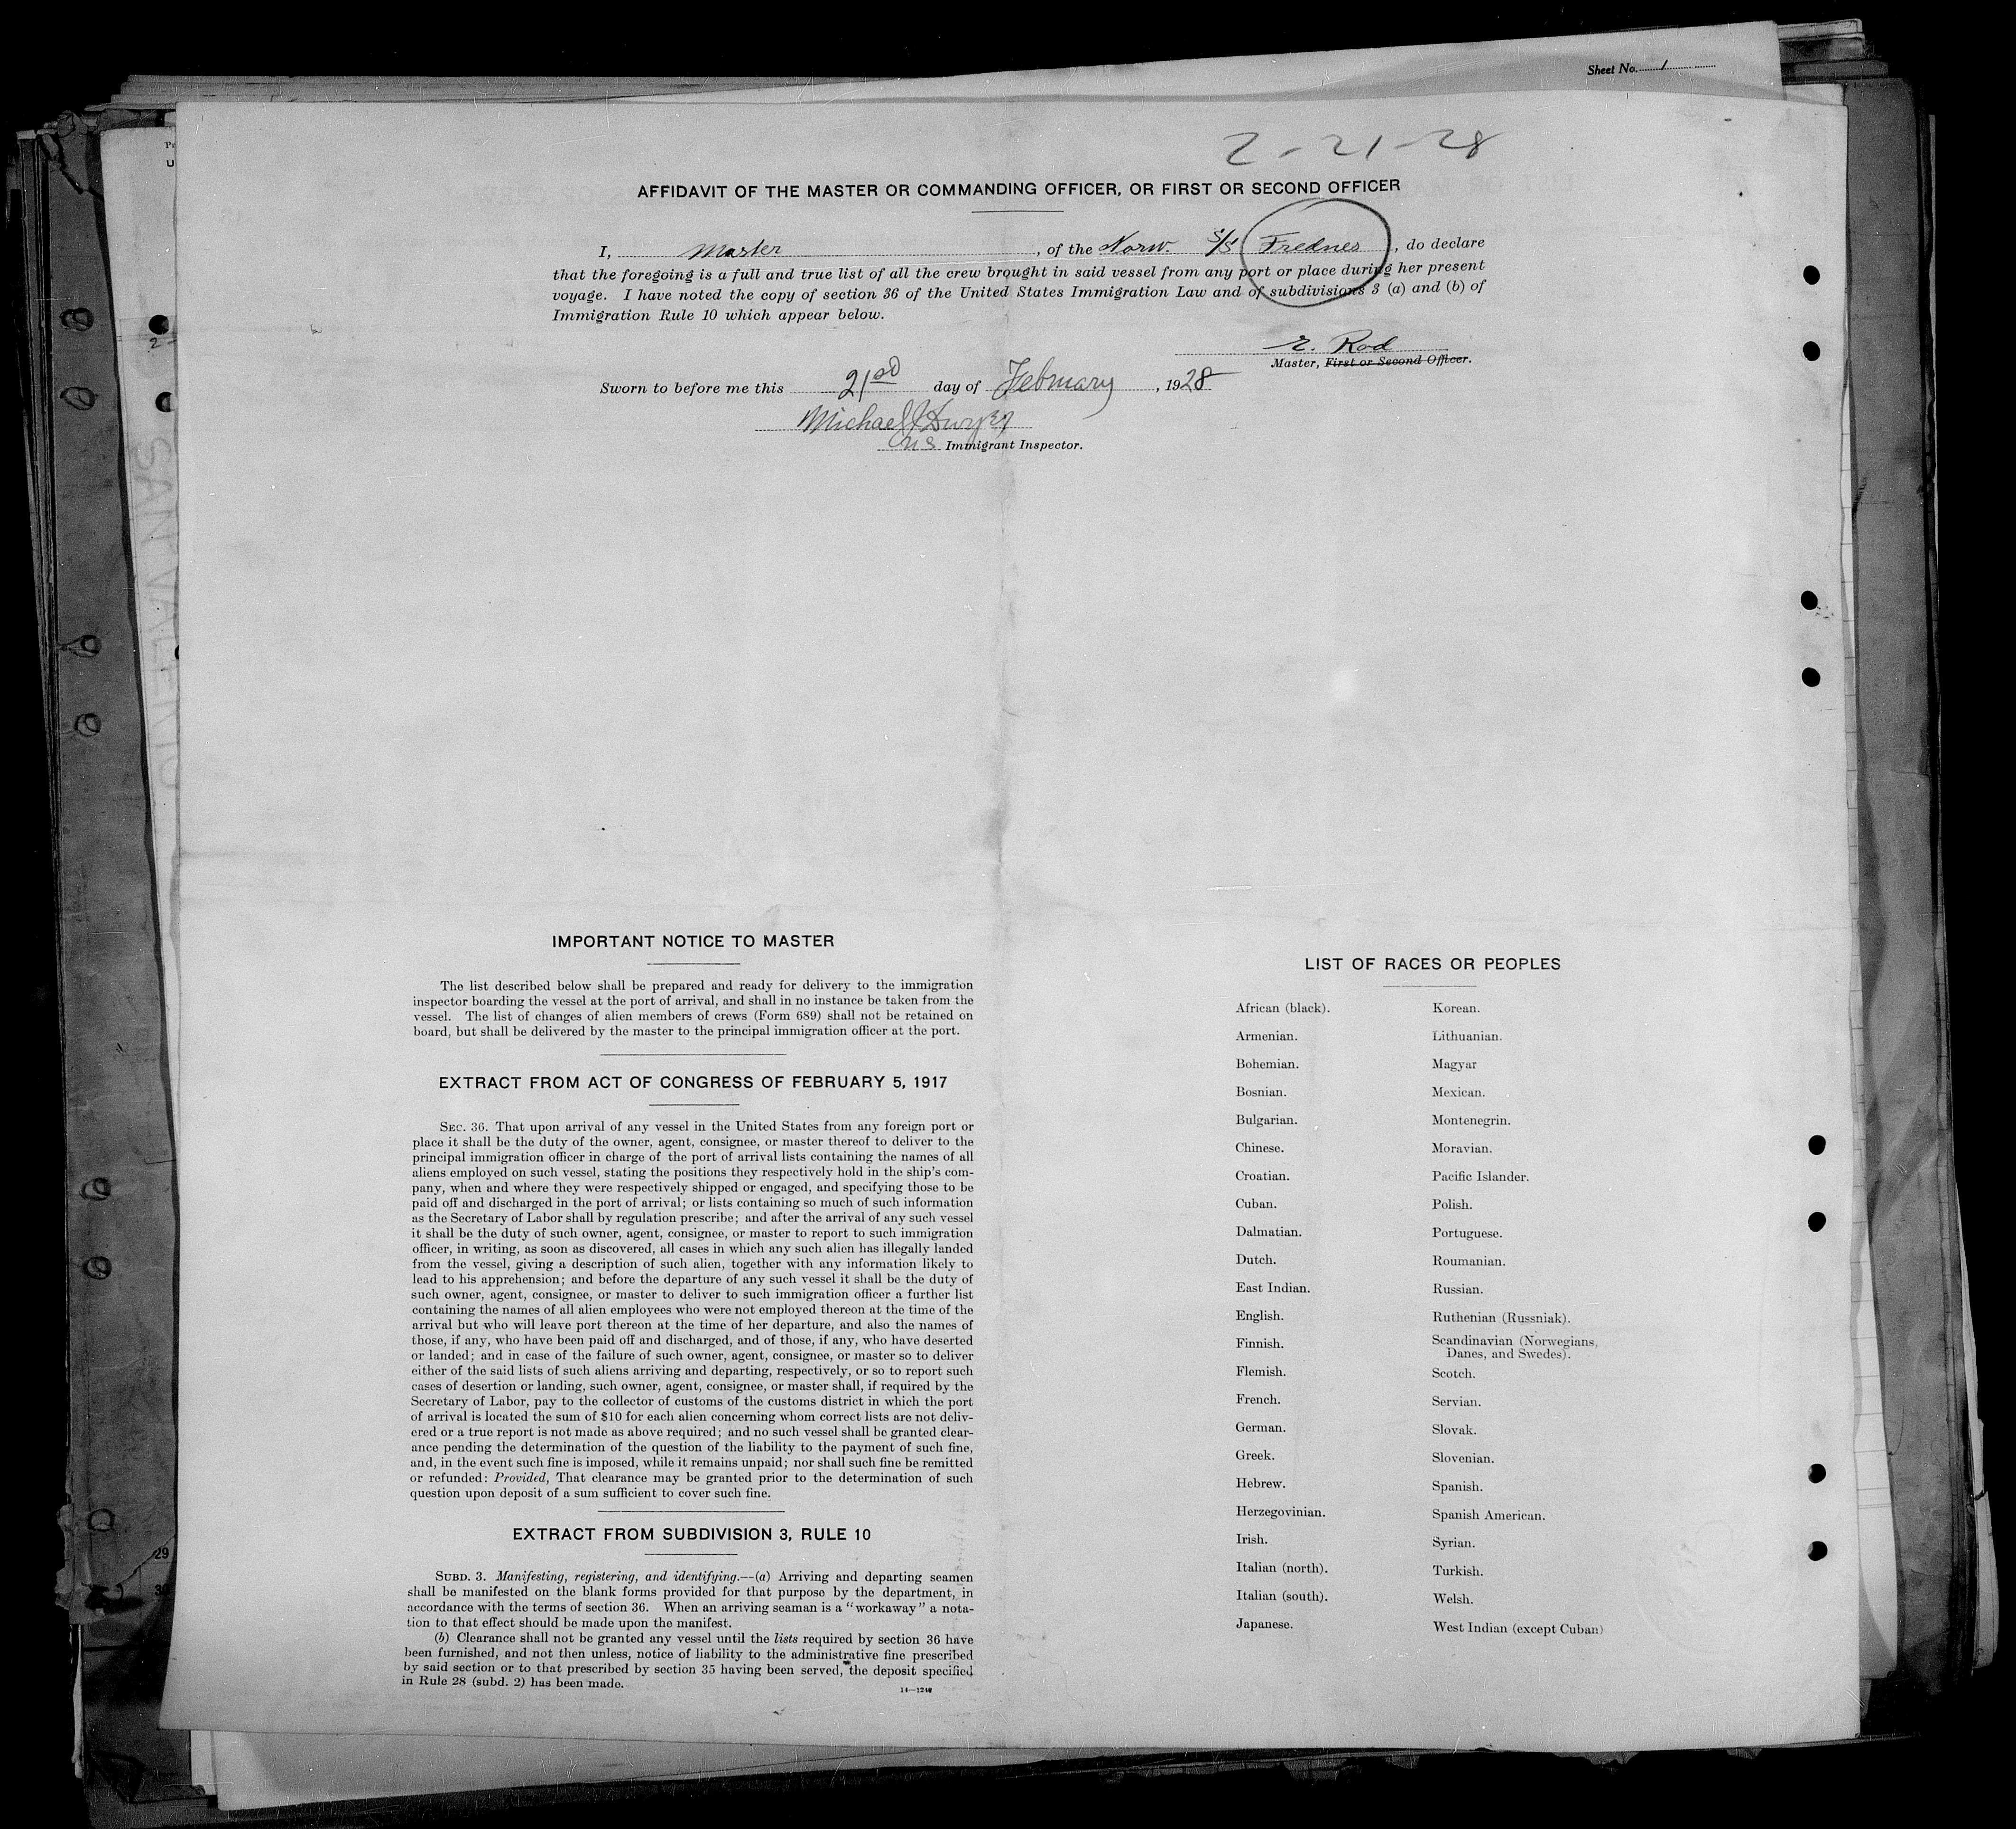 Sheet No. 1
2-21-28
AFFIDAVIT OF THE MASTER OR COMMANDING OFFICER, OR FIRST OR SECOND OFFICER
I, Master, of the Norw. S/S Frednes, do declare
that the foregoing is a full and true list of all the crew brought in said vessel from any port or place during her present
voyage. I have noted the copy of section 36 of the United States Immigration Law and of subdivisions 3 (a) and (b) of
Immigration Rule 10 which appear below.
E. Rod
Master, First or Second Officer.
Sworn to before me this 21sd day of February, 1928
Michael J Dwyer
Immigrant Inspector.
IMPORTANT NOTICE TO MASTER
The list described below shall be prepared and ready for delivery to the immigration
inspector boarding the vessel at the port of arrival, and shall in no instance be taken from the
vessel. The list of changes of alien members of crews (Form 689) shall not be retained on
board, but shall be delivered by the master to the principal immigration officer at the port.
EXTRACT FROM ACT OF CONGRESS OF FEBRUARY 5, 1917
SEC. 36. That upon arrival of any vessel in the United States from any foreign port or
place it shall be the duty of the owner, agent, consignee, or master thereof to deliver to the
principal immigration officer in charge of the port of arrival lists containing the names of all
aliens employed on such vessel, stating the positions they respectively hold in the ship's com-
pany, when and where they were respectively shipped or engaged, and specifying those to be
paid off and discharged in the port of arrival; or lists containing so much of such information
as the Secretary of Labor shall by regulation prescribe; and after the arrival of any such vessel
it shall be the duty of such owner, agent, consignee, or master to report to such immigration
officer, in writing, as soon as discovered, all cases in which any such alien has illegally landed
from the vessel, giving a description of such alien, together with any information likely to
lead to his apprehension; and before the departure of any such vessel it shall be the duty of
such owner, agent, consignee, or master to deliver to such immigration officer a further list
containing the names of all alien employees who were not employed thereon at the time of the
arrival but who will leave port thereon at the time of her departure, and also the names of
those, if any, who have been paid off and discharged, and of those, if any, who have deserted
or landed; and in case of the failure of such owner, agent, consignee, or master so to deliver
either of the said lists of such aliens arriving and departing, respectively, or so to report such
cases of desertion or landing, such owner, agent, consignee, or master shall, if required by the
Secretary of Labor, pay to the collector of customs of the customs district in which the port
of arrival is located the sum of $10 for each alien concerning whom correct lists are not deliv-
ered or a true report is not made as above required; and no such vessel shall be granted clear-
ance pending the determination of the question of the liability to the payment of such fine,
and, in the event such fine is imposed, while it remains unpaid; nor shall such fine be remitted
or refunded: Provided, That clearance may be granted prior to the determination of such
question upon deposit of a sum sufficient to cover such fine.
EXTRACT FROM SUBDIVISION 3, RULE 10
SUBD. 3. Manifesting, registering, and identifying.—(a) Arriving and departing seamen
shall be manifested on the blank forms provided for that purpose by the department, in
accordance with the terms of section 36. When an arriving seaman is a "workaway" a nota-
tion to that effect should be made upon the manifest.
(b) Clearance shall not be granted any vessel until the lists required by section 36 have
been furnished, and not then unless, notice of liability to the administrative fine prescribed
by said section or to that prescribed by section 35 having been served, the deposit specified
in Rule 28 (subd. 2) has been made.
14—1240
LIST OF RACES OR PEOPLES
African (black).
Armenian.
Bohemian.
Bosnian.
Bulgarian.
Chinese.
Croatian.
Cuban.
Dalmatian.
Dutch.
East Indian.
English.
Finnish.
Flemish.
French.
German.
Greek.
Hebrew.
Herzegovinian.
Irish.
Italian (north).
Italian (south).
Japanese.
Korean.
Lithuanian.
Magyar
Mexican.
Montenegrin.
Moravian.
Pacific Islander.
Polish.
Portuguese.
Roumanian.
Russian.
Ruthenian (Russniak).
Scandinavian (Norwegians,
Danes, and Swedes).
Scotch.
Servian.
Slovak.
Slovenian.
Spanish.
Spanish American.
Syrian.
Turkish.
Welsh.
West Indian (except Cuban)
29
30